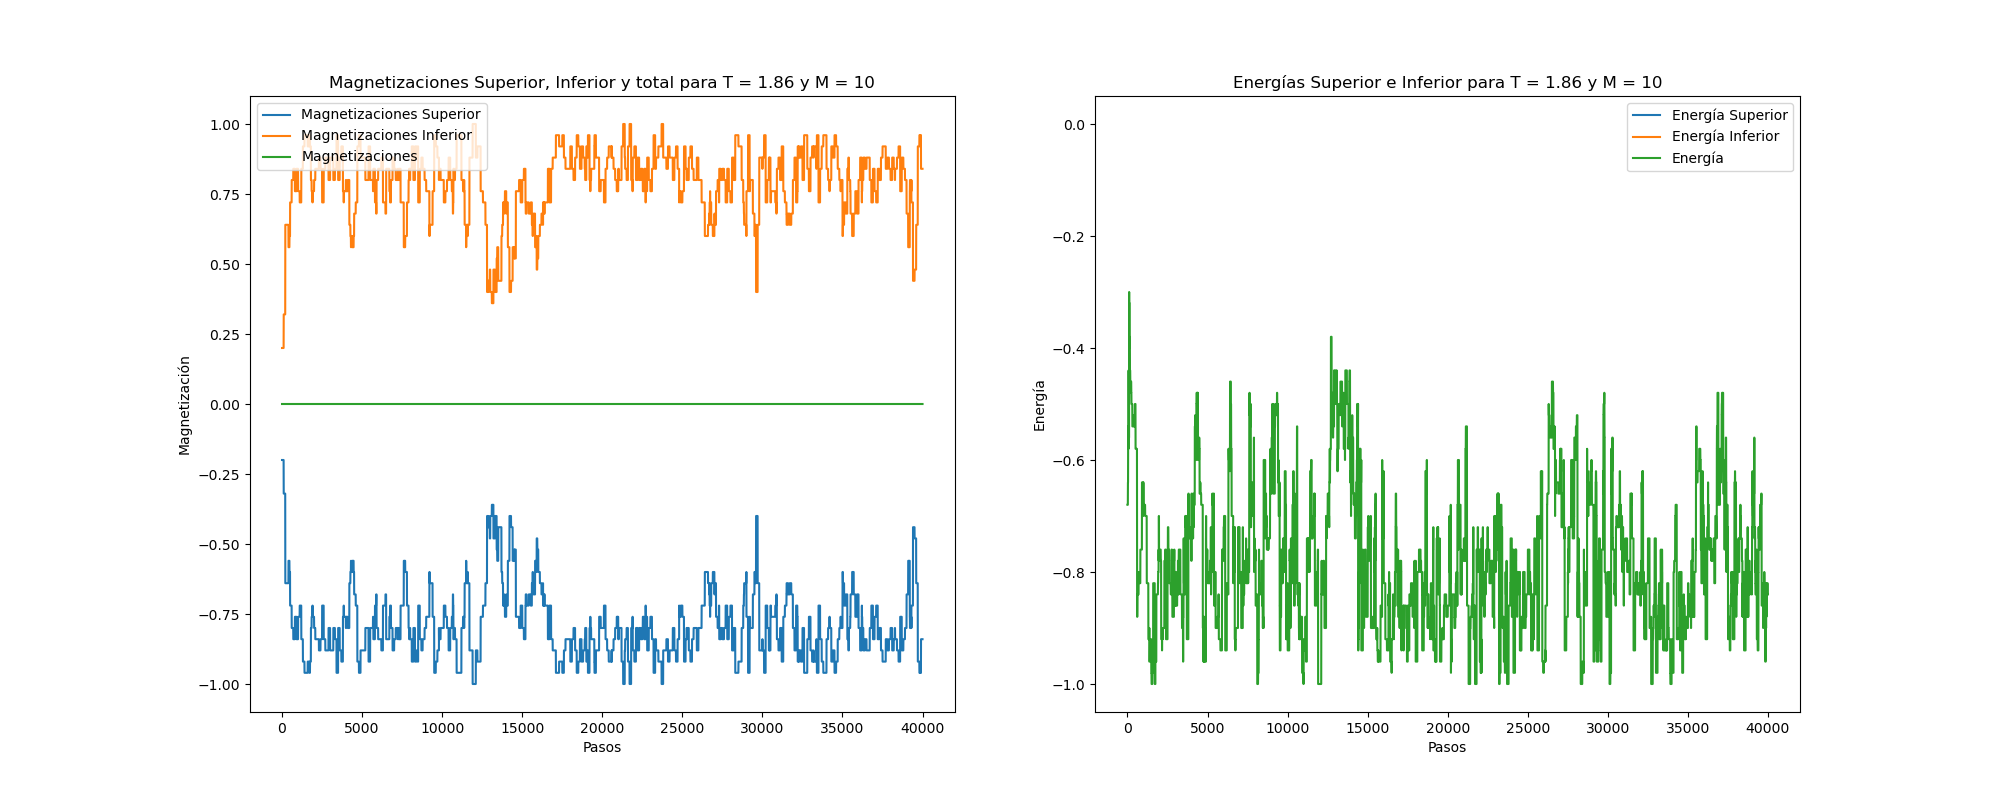 Magnetizaciones Superior, Inferior y total para T = 1.86 y M = 10
Magnetizaciones Superior
Magnetizaciones Inferior
Magnetizaciones
1.00
0.75
0.50
0.25
0.00
−0.25
−0.50
−0.75
−1.00
Magnetización
0
5000
10000
15000
20000
25000
30000
35000
40000
Pasos
Energías Superior e Inferior para T = 1.86 y M = 10
Energía Superior
Energía Inferior
Energía
0.0
−0.2
−0.4
−0.6
−0.8
−1.0
Energía
0
5000
10000
15000
20000
25000
30000
35000
40000
Pasos